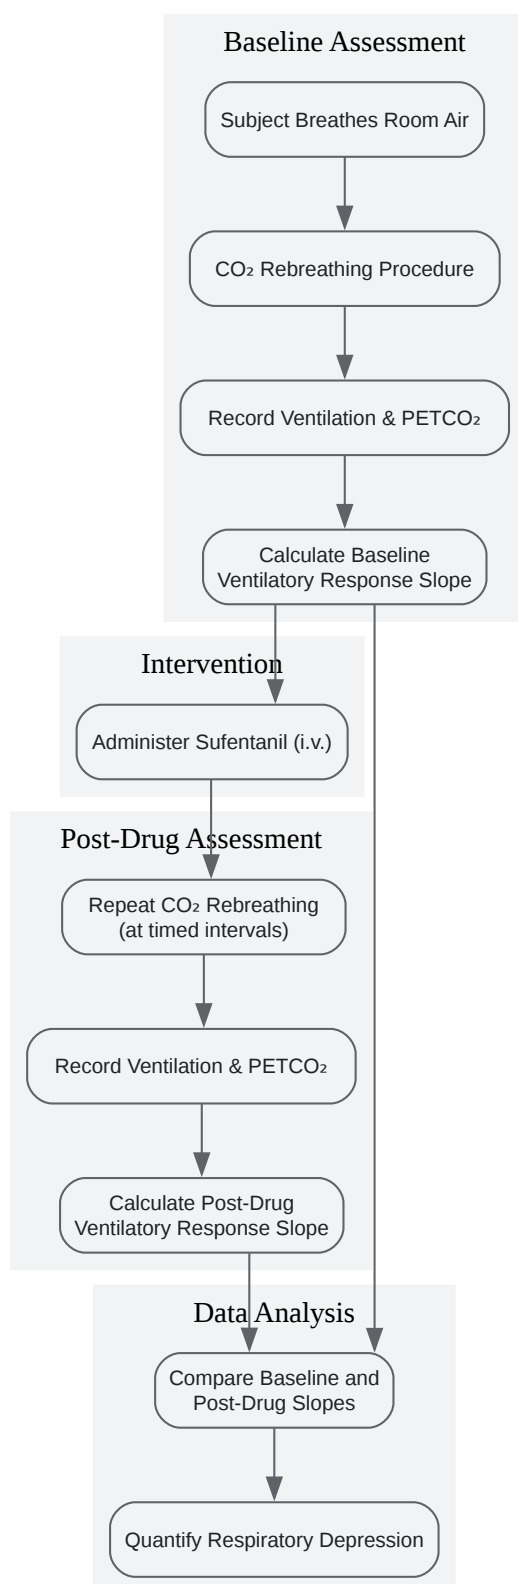 Baseline Assessment
Subject Breathes Room Air
CO₂ Rebreathing Procedure
Record Ventilation & PETCO₂
Calculate Baseline
Ventilatory Response Slope
Intervention
Administer Sufentanil (i.v.)
Post-Drug Assessment
Repeat CO₂ Rebreathing
(at timed intervals)
Record Ventilation & PETCO₂
Calculate Post-Drug
Ventilatory Response Slope
Data Analysis
Compare Baseline and
Post-Drug Slopes
Quantify Respiratory Depression